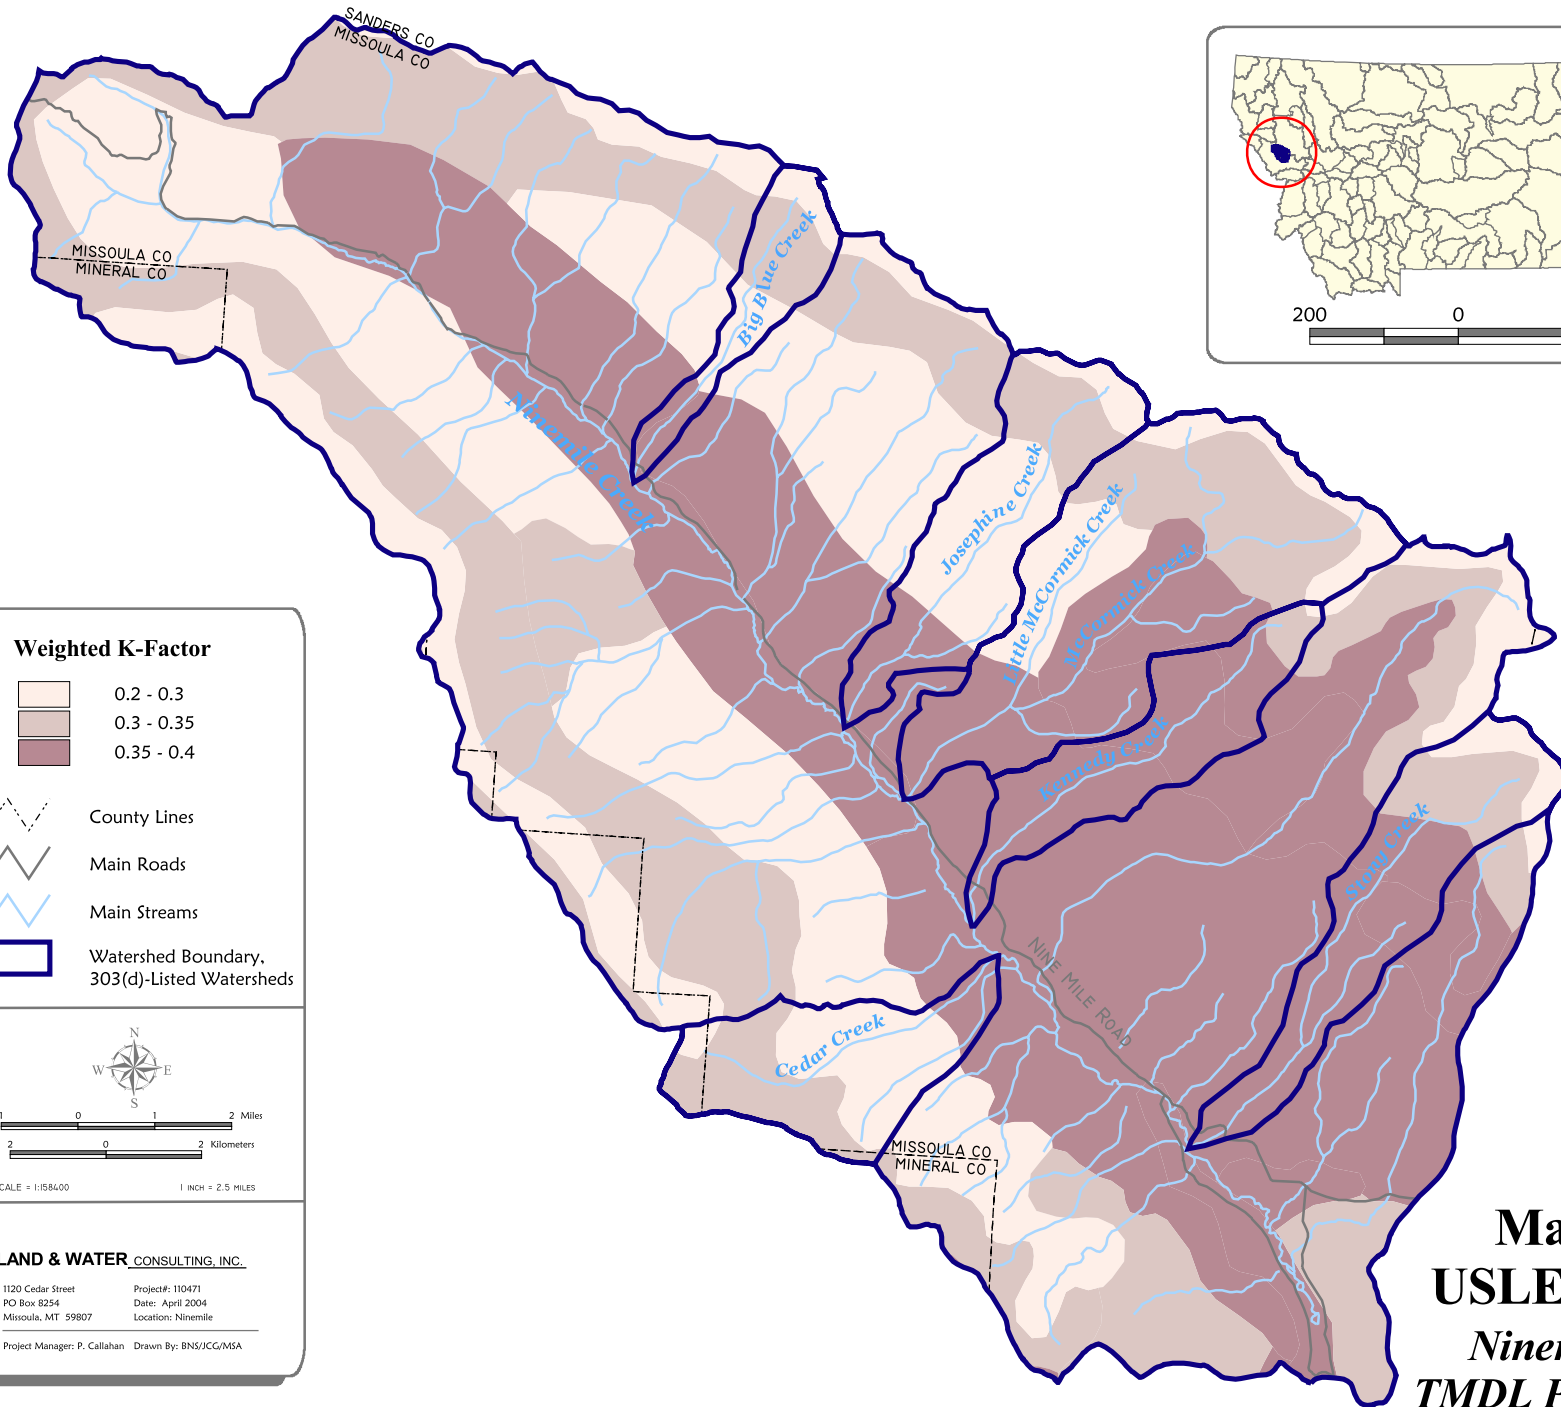 SANDERS CO
MISSOULA CO
MISSOULA CO
MINERAL CO
Big Blue Creek
200 0
Ninemile Creek
Josephine Creek
Little McCormick Creek
McCormick Creek
Kennedy Creek
Stony Creek
NINE MILE ROAD
Cedar Creek
MISSOULA CO
MINERAL CO
Weighted K-Factor
0.2 - 0.3
0.3 - 0.35
0.35 - 0.4
County Lines
Main Roads
Main Streams
Watershed Boundary,
303(d)-Listed Watersheds
N
W E
S
1 0 1 2 Miles
2 0 2 Kilometers
CALE = 1:158400 1 INCH = 2.5 MILES
LAND & WATER CONSULTING, INC.
1120 Cedar Street Project#: 110471
PO Box 8254 Date: April 2004
Missoula, MT 59807 Location: Ninemile
Project Manager: P. Callahan Drawn By: BNS/JCG/MSA
Ma
USLE
Niner
TMDL